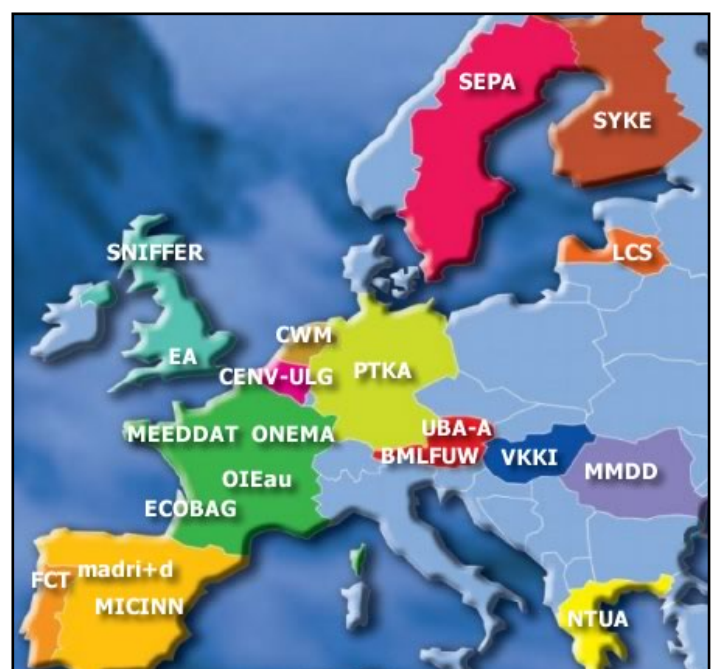 SEPA
SYKE
SNIFFER
LCS
CWM
EA
CENV-ULG
PTKA
MEEDDAT ONEMA
UBA-A
BMLFUW
VKKI
OIEau
MMDD
ECOBAG
madri+d
FCT
MICINN
NTUA